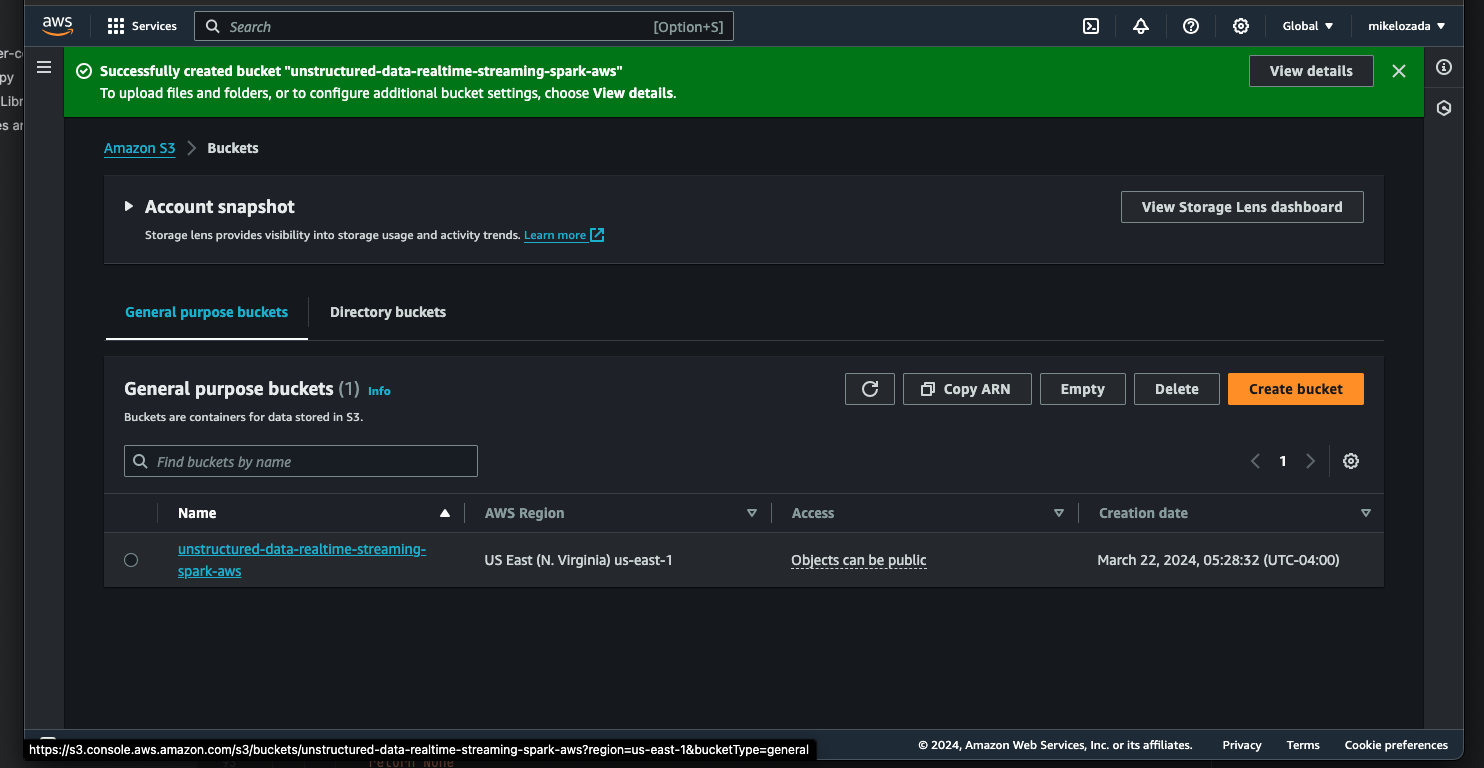 aws
Services
Search
[Option+S]
Global
mikelozada
er-c
py
Libr
es ar
Successfully created bucket "unstructured-data-realtime-streaming-spark-aws"
To upload files and folders, or to configure additional bucket settings, choose View details.
View details
Amazon S3
Buckets
Account snapshot
Storage lens provides visibility into storage usage and activity trends. Learn more
View Storage Lens dashboard
General purpose buckets
Directory buckets
General purpose buckets (1) Info
Buckets are containers for data stored in S3.
Copy ARN
Empty
Delete
Create bucket
Find buckets by name
1
Name
AWS Region
Access
Creation date
unstructured-data-realtime-streaming-
spark-aws
US East (N. Virginia) us-east-1
Objects can be public
March 22, 2024, 05:28:32 (UTC-04:00)
https://s3.console.aws.amazon.com/s3/buckets/unstructured-data-realtime-streaming-spark-aws?region=us-east-1&bucketType=general
© 2024, Amazon Web Services, Inc. or its affiliates.
Privacy
Terms
Cookie preferences
return None